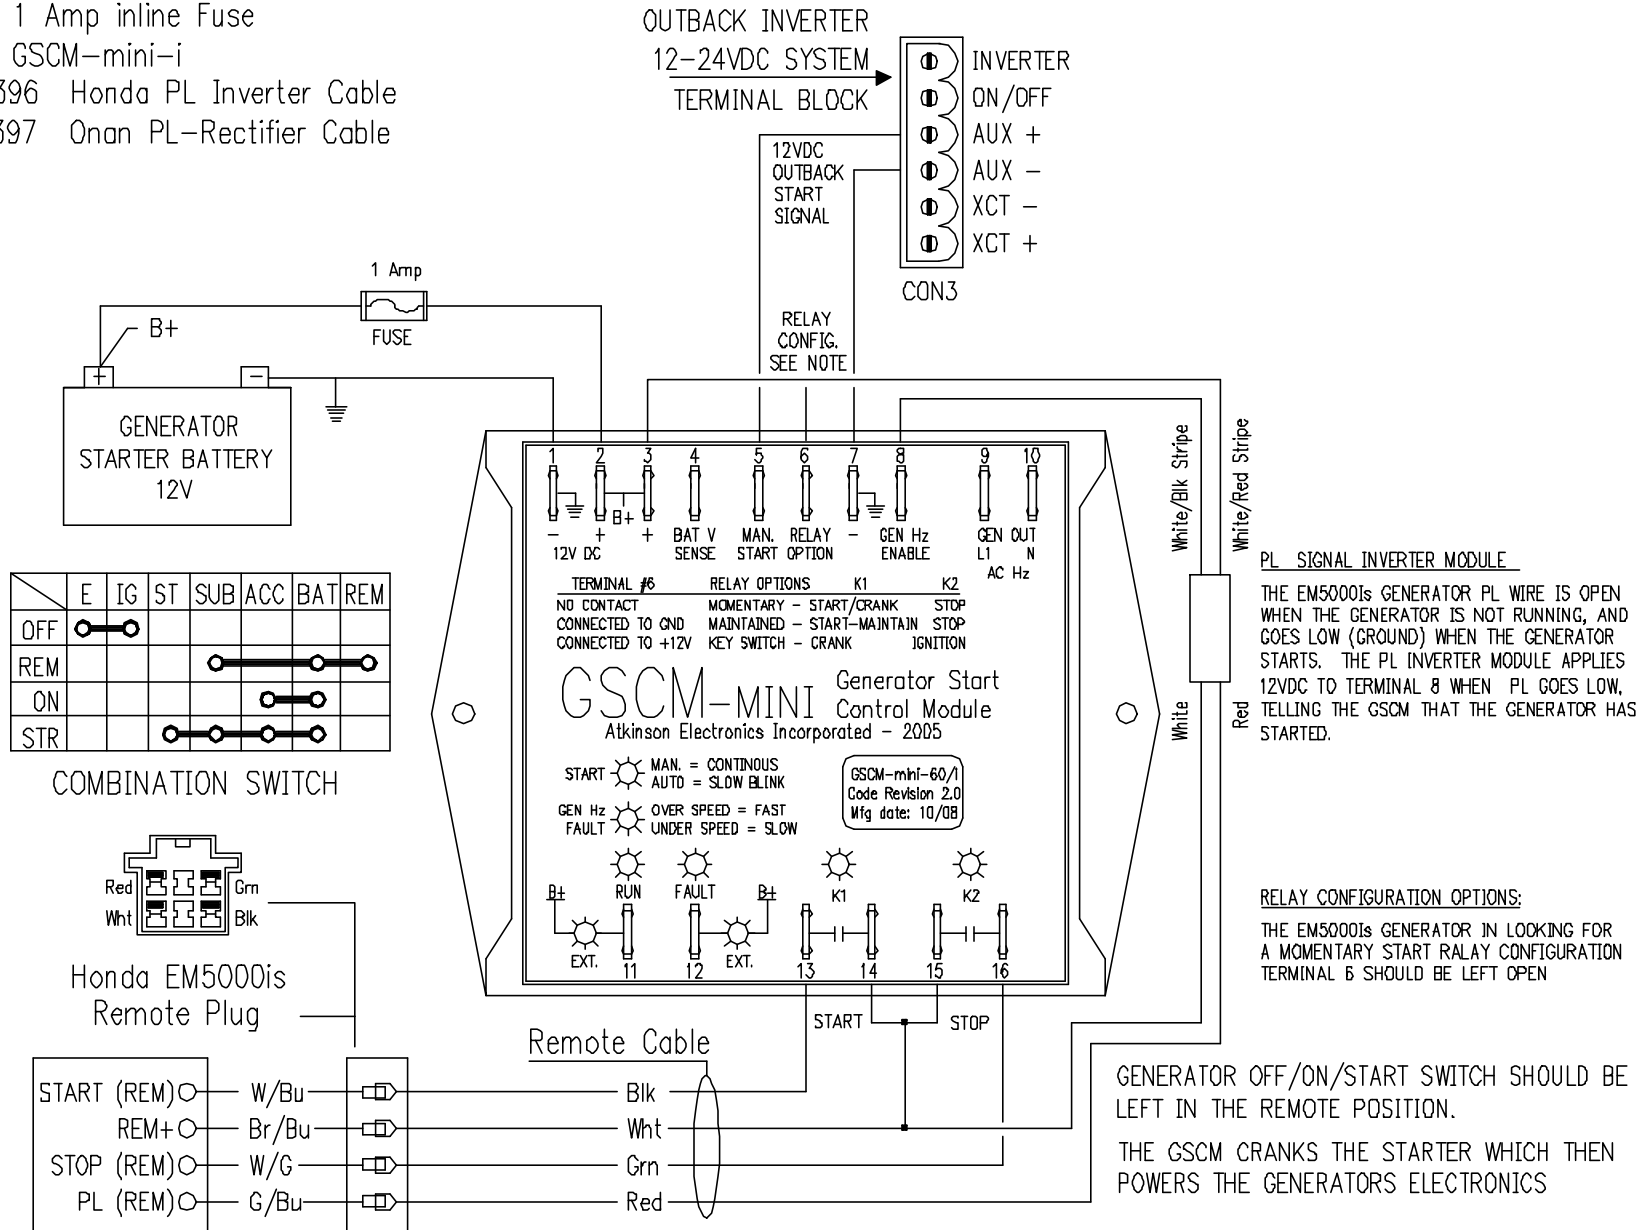 1 Amp inline Fuse
GSCM-mini-i
396 Honda PL Inverter Cable
397 Onan PL-Rectifier Cable
OUTBACK INVERTER
12-24VDC SYSTEM
TERMINAL BLOCK
INVERTER
ON/OFF
AUX +
AUX -
XCT -
XCT +
CON3
12VDC
OUTBACK
START
SIGNAL
RELAY
CONFIG.
SEE NOTE
1 Amp
FUSE
B+
+ -
GENERATOR
STARTER BATTERY
12V
1 2 3 4 5 6 7 8 9 10
B+
- + + BAT V MAN. RELAY - GEN Hz GEN OUT
12V DC SENSE START OPTION ENABLE L1 N
AC Hz
TERMINAL #6 RELAY OPTIONS K1 K2
NO CONTACT MOMENTARY - START/CRANK STOP
CONNECTED TO GND MAINTAINED - START-MAINTAIN STOP
CONNECTED TO +12V KEY SWITCH - CRANK IGNITION
GSCM-MINI Generator Start
Control Module
Atkinson Electronics Incorporated - 2005
START MAN. = CONTINOUS
AUTO = SLOW BLINK
GEN Hz
FAULT
OVER SPEED = FAST
UNDER SPEED = SLOW
GSCM-mini-60/i
Code Revision 2.0
Mfg date: 10/08
B+ RUN FAULT B+ K1 K2
EXT. 11 12 EXT. 13 14 15 16
White/Blk Stripe
White/Red Stripe
White
Red
PL SIGNAL INVERTER MODULE
THE EM5000Is GENERATOR PL WIRE IS OPEN
WHEN THE GENERATOR IS NOT RUNNING, AND
GOES LOW (GROUND) WHEN THE GENERATOR
STARTS. THE PL INVERTER MODULE APPLIES
12VDC TO TERMINAL 8 WHEN PL GOES LOW,
TELLING THE GSCM THAT THE GENERATOR HAS
STARTED.
RELAY CONFIGURATION OPTIONS:
THE EM5000Is GENERATOR IN LOOKING FOR
A MOMENTARY START RALAY CONFIGURATION
TERMINAL 6 SHOULD BE LEFT OPEN
E IG ST SUB ACC BAT REM
OFF
REM
ON
STR
COMBINATION SWITCH
Red Grn
Wht Blk
Honda EM5000is
Remote Plug
START STOP
Remote Cable
START (REM) W/Bu Blk
REM+ Br/Bu Wht
STOP (REM) W/G Grn
PL (REM) G/Bu Red
GENERATOR OFF/ON/START SWITCH SHOULD BE
LEFT IN THE REMOTE POSITION.
THE GSCM CRANKS THE STARTER WHICH THEN
POWERS THE GENERATORS ELECTRONICS